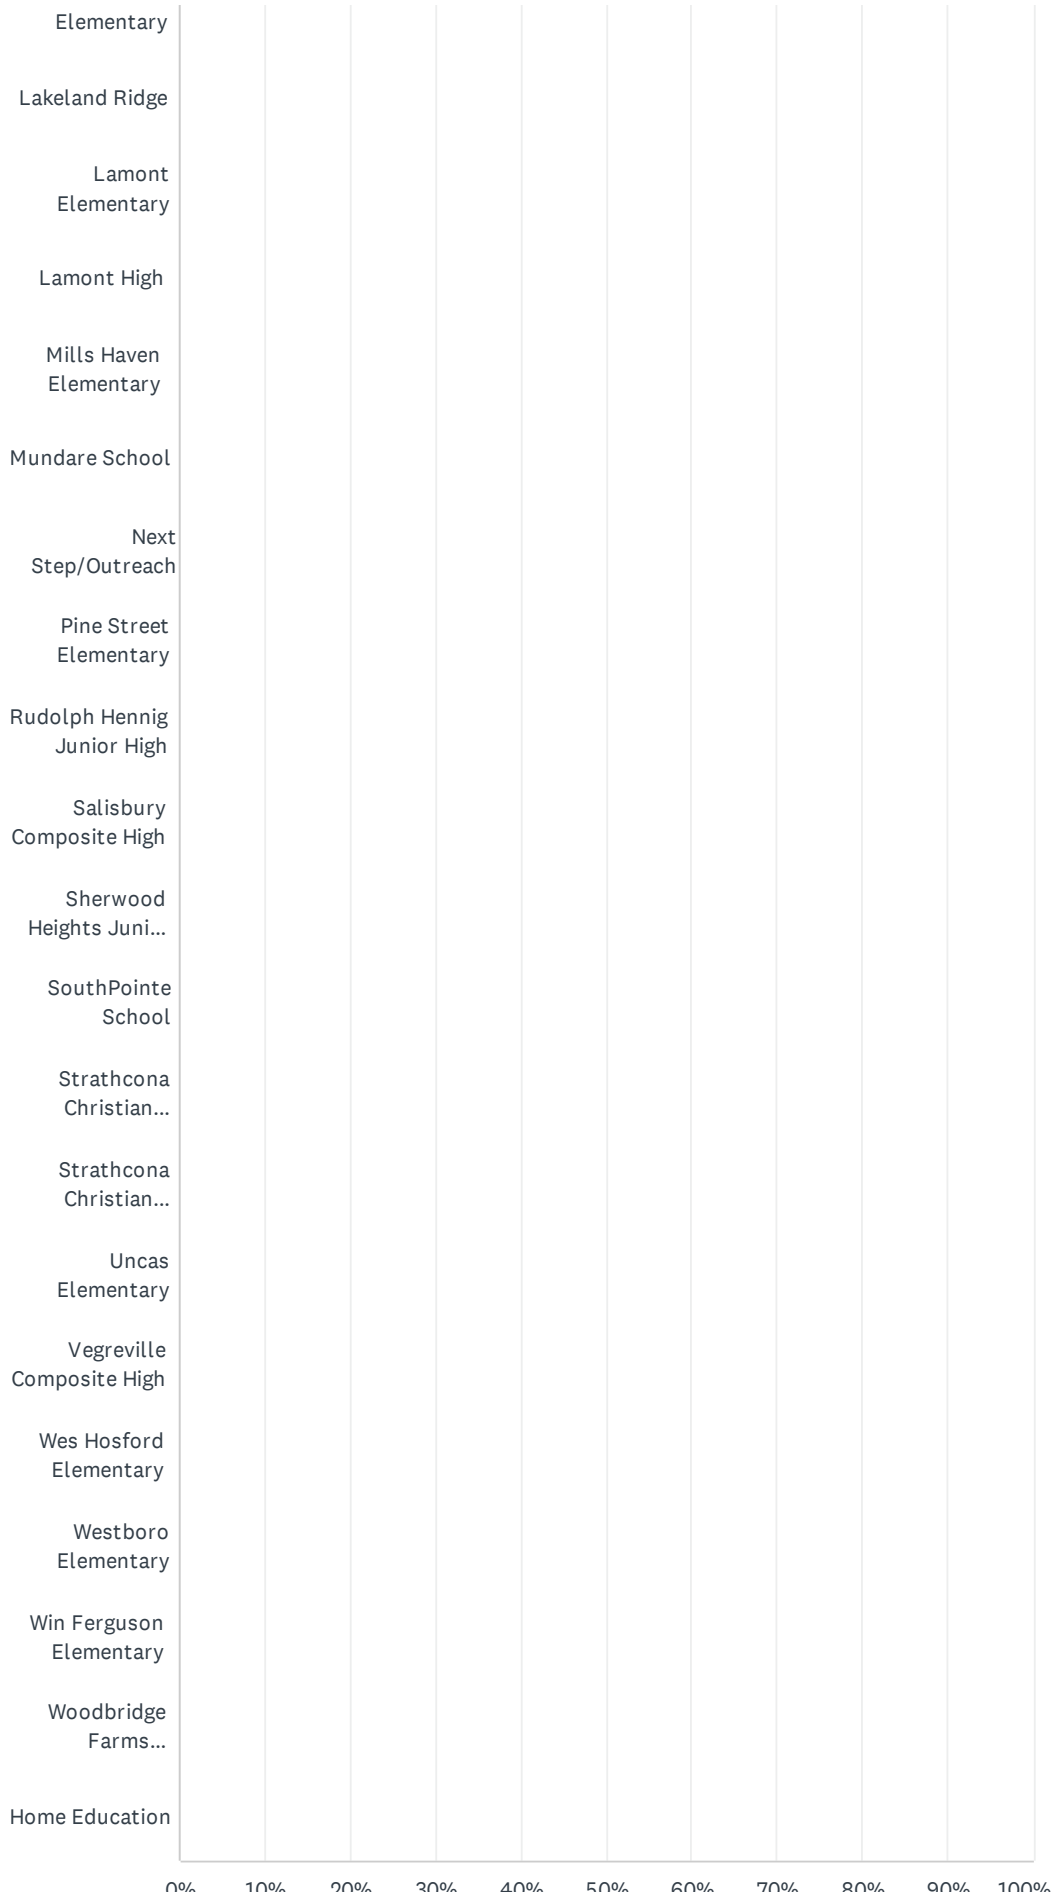 Elementary
Lakeland Ridge
Lamont
Elementary
Lamont High
Mills Haven
Elementary
Mundare School
Next
Step/Outreach
Pine Street
Elementary
Rudolph Hennig
Junior High
Salisbury
Composite High
Sherwood
Heights Juni...
SouthPointe
School
Strathcona
Christian...
Strathcona
Christian...
Uncas
Elementary
Vegreville
Composite High
Wes Hosford
Elementary
Westboro
Elementary
Win Ferguson
Elementary
Woodbridge
Farms...
Home Education
0% 10% 20% 30% 40% 50% 60% 70% 80% 90% 100%